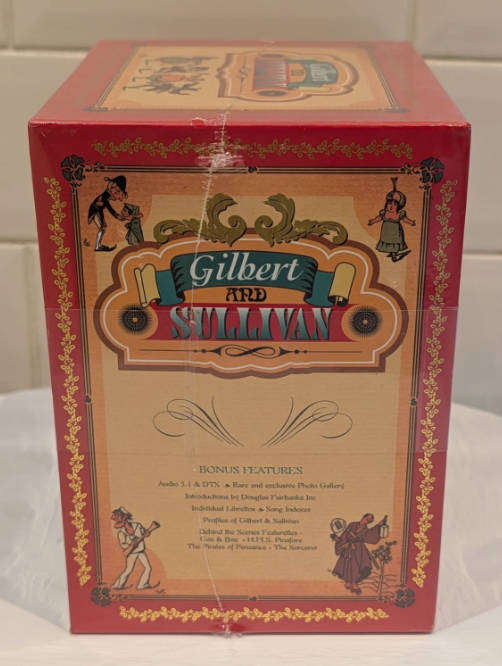 Gilbert
AND
SULLIVAN
BONUS FEATURES
Audio 5.1 & DTS Rare and exclusive Photo Gallery
Introductions by Douglas Fairbanks Jnr
Individual Librettos Song Indexes
Profiles of Gilbert & Sullivan
Behind the Scenes Featurettes -
Cox & Box - H.M.S. Pinafore
The Pirates of Penzance - The Sorcerer